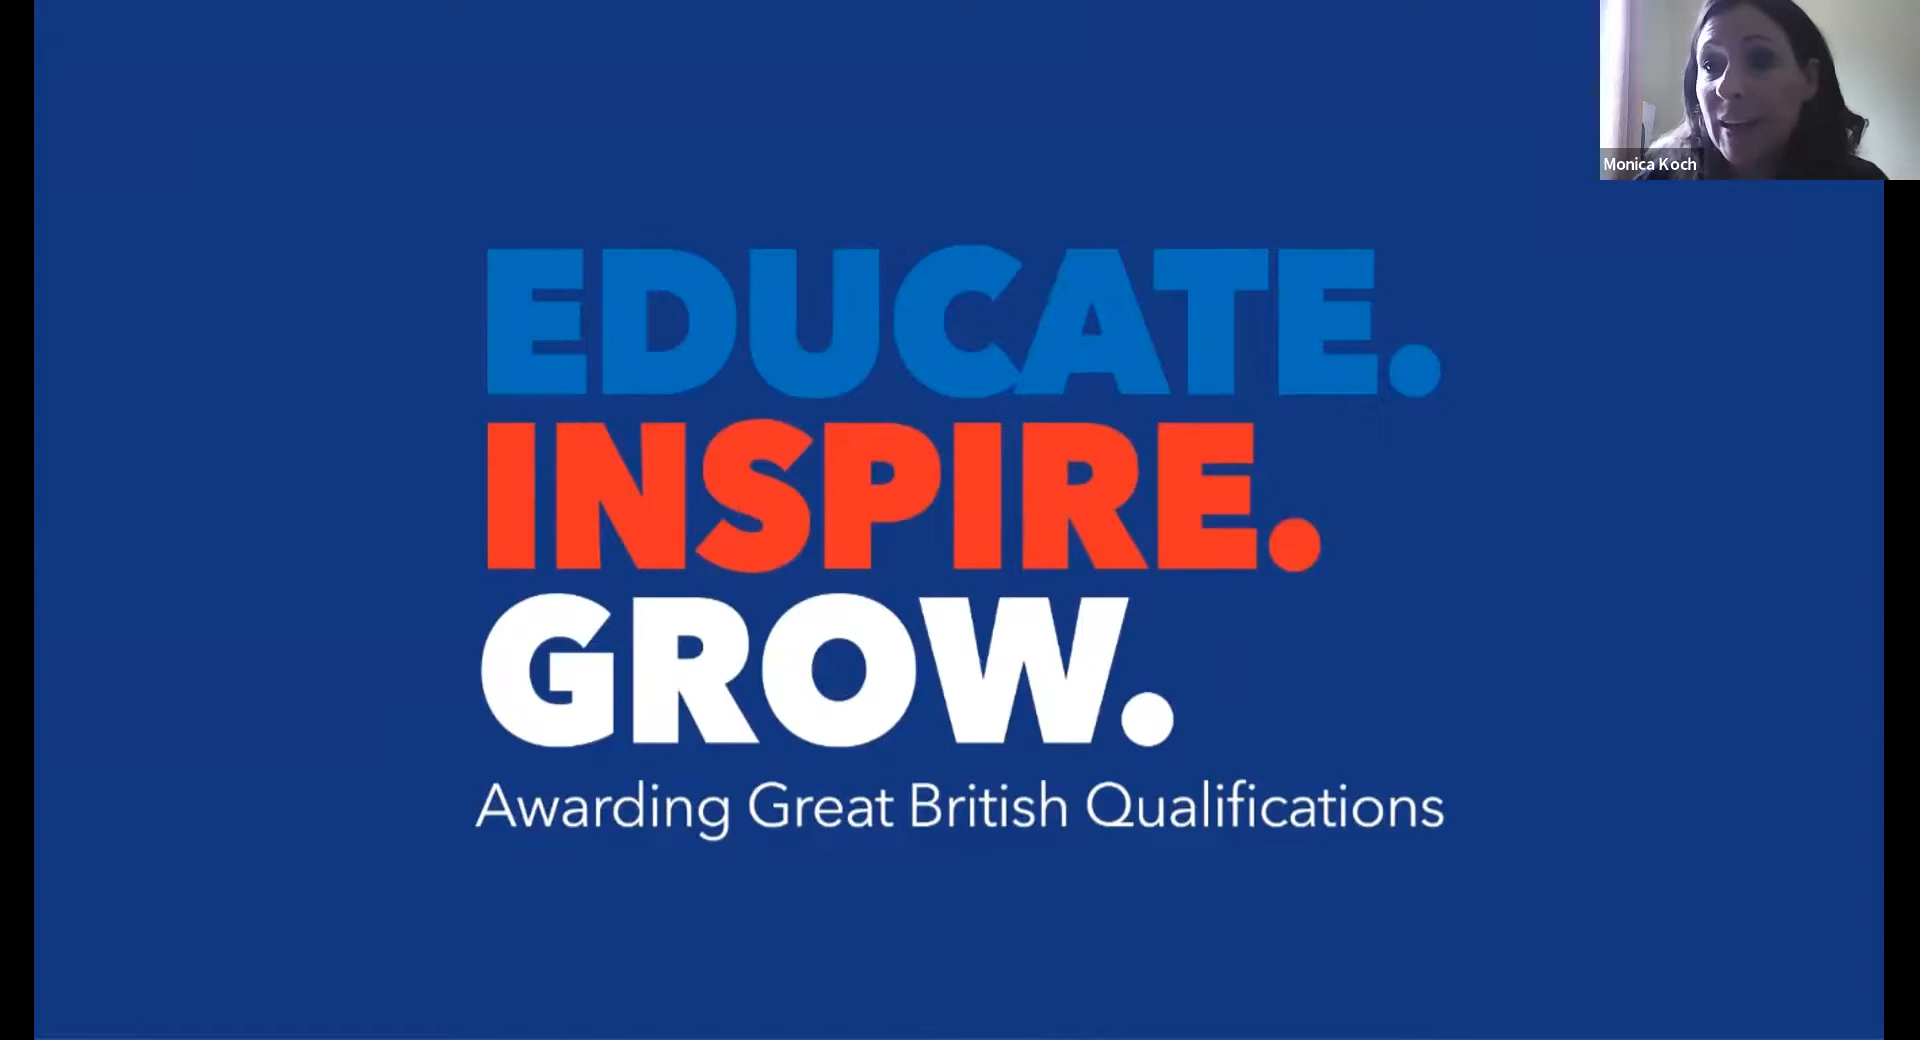 Monica Koch
EDUCATE.
INSPIRE.
GROW.
Awarding Great British Qualifications